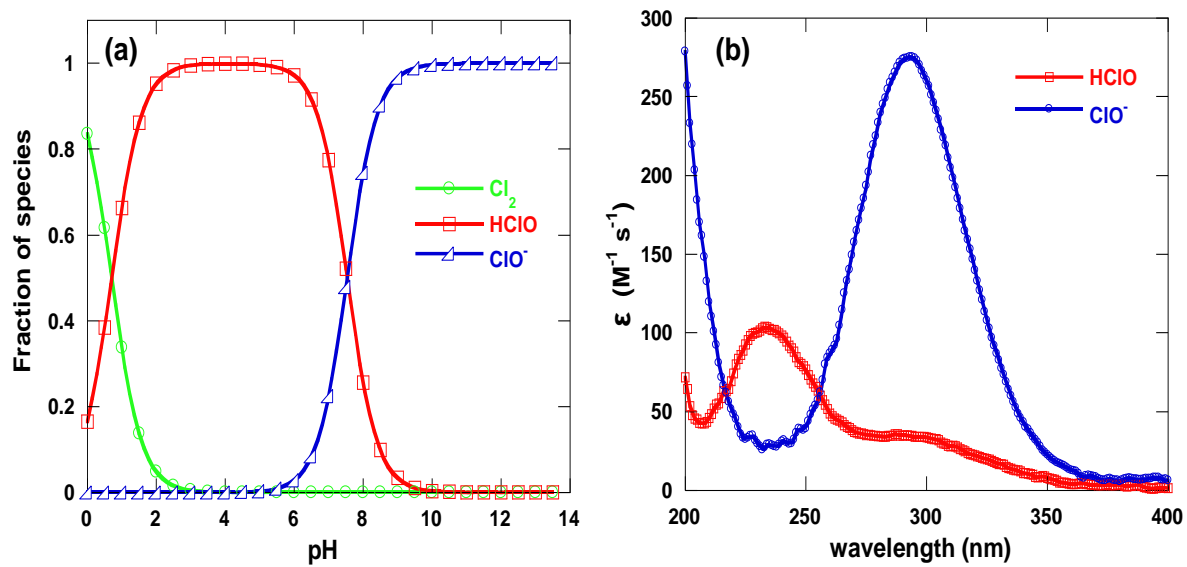 (a)
Fraction of species
1
0.8
0.6
0.4
0.2
0
0 2 4 6 8 10 12 14
pH
Cl₂
HClO
ClO⁻
(b)
ε (M⁻¹ s⁻¹)
300
250
200
150
100
50
0
200 250 300 350 400
wavelength (nm)
HClO
ClO⁻